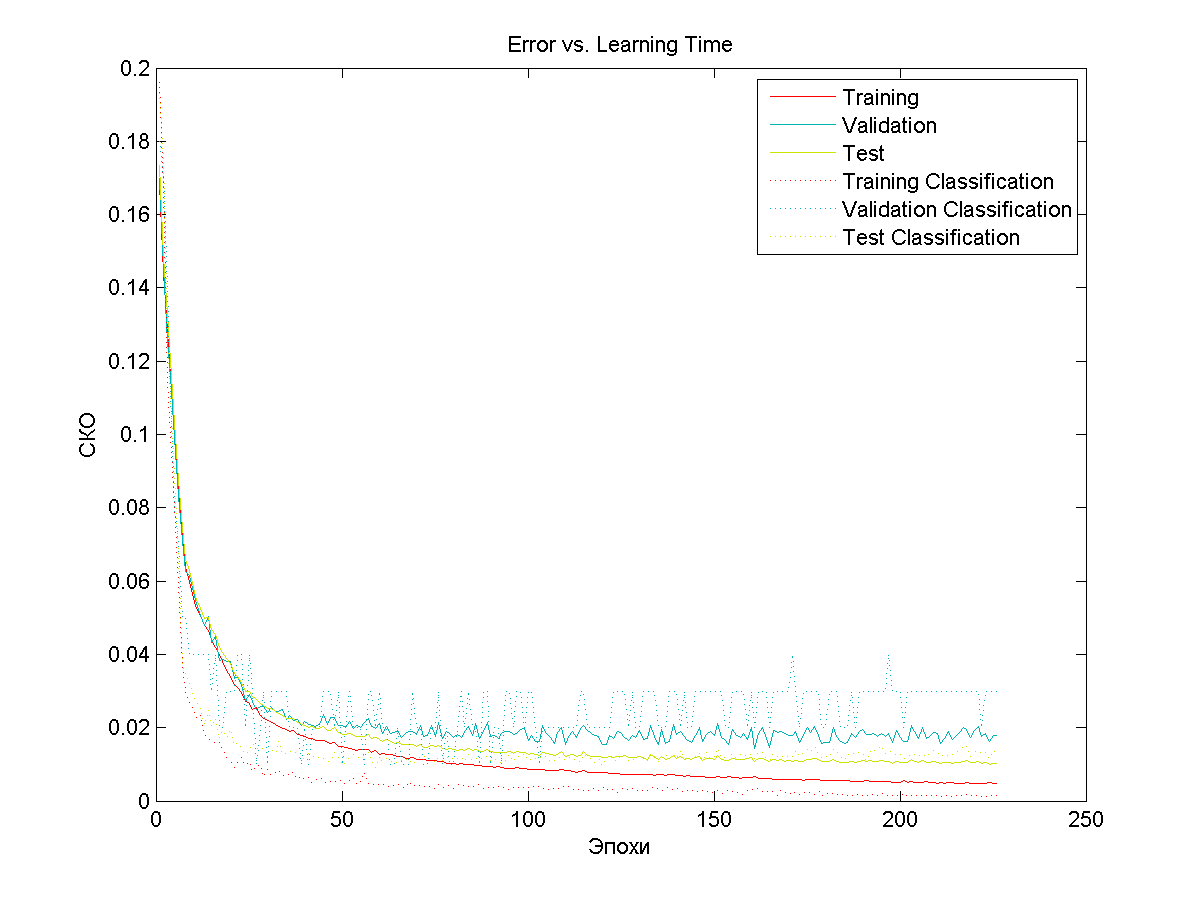 Error vs. Learning Time
0.2
0.18
0.16
0.14
0.12
0.1
0.08
0.06
0.04
0.02
0
СКО
Training
Validation
Test
Training Classification
Validation Classification
Test Classification
0 50 100 150 200 250
Эпохи